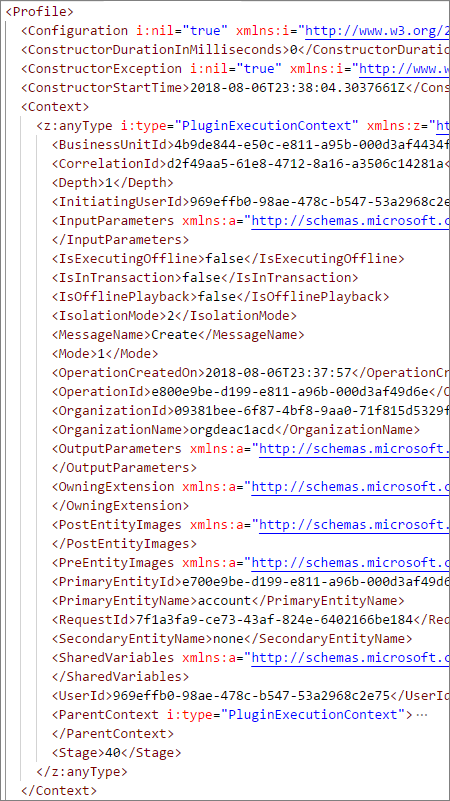 <Profile>
<Configuration i:nil="true" xmlns:i="http://www.w3.org/2
<ConstructorDurationInMilliseconds>0</ConstructorDuratio
<ConstructorException i:nil="true" xmlns:i="http://www.w
<ConstructorStartTime>2018-08-06T23:38:04.3037661Z</Cons
<Context>
<z:anyType i:type="PluginExecutionContext" xmlns:z="ht
<BusinessUnitId>4b9de844-e50c-e811-a95b-000d3af4434f
<CorrelationId>d2f49aa5-61e8-4712-8a16-a3506c14281a<
<Depth>1</Depth>
<InitiatingUserId>969effb0-98ae-478c-b547-53a2968c2e
<InputParameters xmlns:a="http://schemas.microsoft.c
</InputParameters>
<IsExecutingOffline>false</IsExecutingOffline>
<IsInTransaction>false</IsInTransaction>
<IsOfflinePlayback>false</IsOfflinePlayback>
<IsolationMode>2</IsolationMode>
<MessageName>Create</MessageName>
<Mode>1</Mode>
<OperationCreatedOn>2018-08-06T23:37:57</OperationCr
<OperationId>e800e9be-d199-e811-a96b-000d3af49d6e</O
<OrganizationId>09381bee-6f87-4bf8-9aa0-71f815d5329f
<OrganizationName>orgdeac1acd</OrganizationName>
<OutputParameters xmlns:a="http://schemas.microsoft.
</OutputParameters>
<OwningExtension xmlns:a="http://schemas.microsoft.c
</OwningExtension>
<PostEntityImages xmlns:a="http://schemas.microsoft.
</PostEntityImages>
<PreEntityImages xmlns:a="http://schemas.microsoft.c
<PrimaryEntityId>e700e9be-d199-e811-a96b-000d3af49d6
<PrimaryEntityName>account</PrimaryEntityName>
<RequestId>7f1a3fa9-ce73-43af-824e-6402166be184</Req
<SecondaryEntityName>none</SecondaryEntityName>
<SharedVariables xmlns:a="http://schemas.microsoft.c
</SharedVariables>
<UserId>969effb0-98ae-478c-b547-53a2968c2e75</UserId
<ParentContext i:type="PluginExecutionContext">⋯
</ParentContext>
<Stage>40</Stage>
</z:anyType>
</Context>